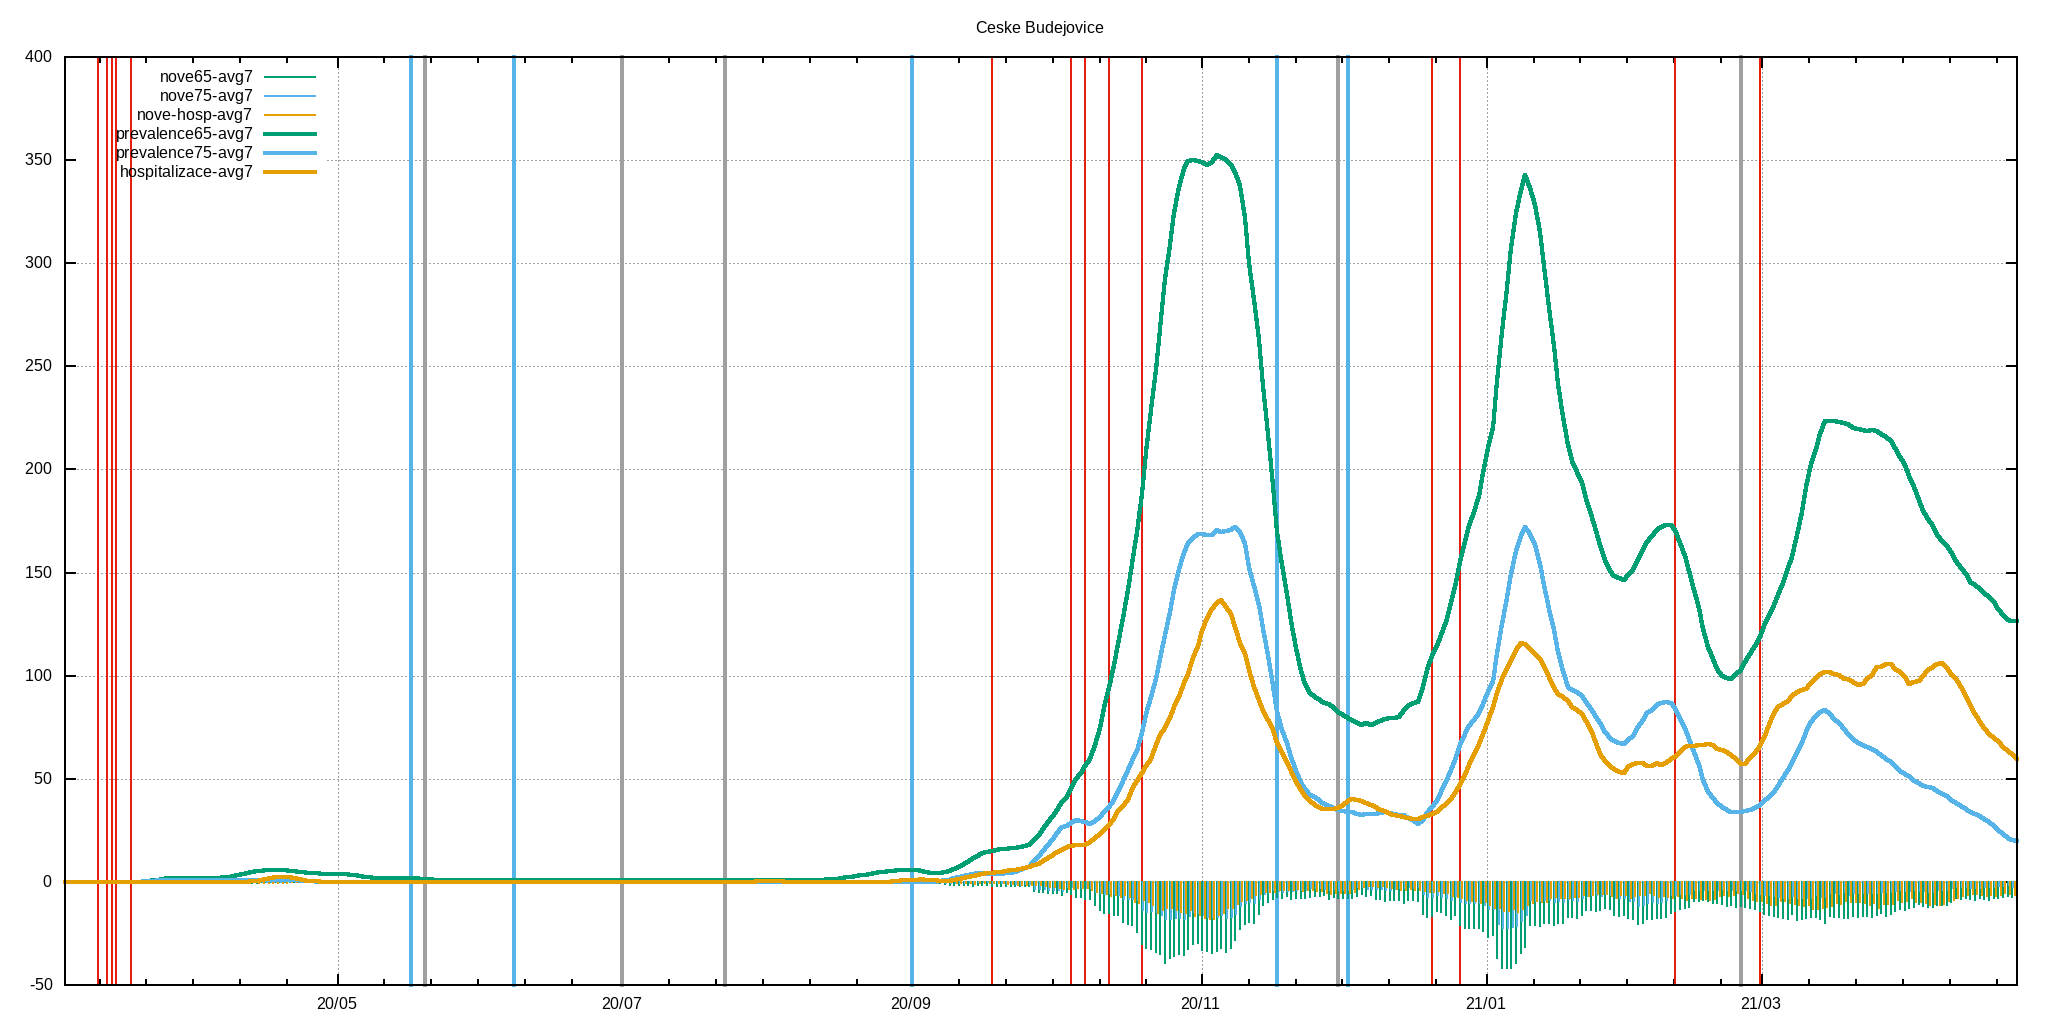 Ceske Budejovice
400
350
300
250
200
150
100
50
0
-50
nove65-avg7
nove75-avg7
nove-hosp-avg7
prevalence65-avg7
prevalence75-avg7
hospitalizace-avg7
20/05
20/07
20/09
20/11
21/01
21/03